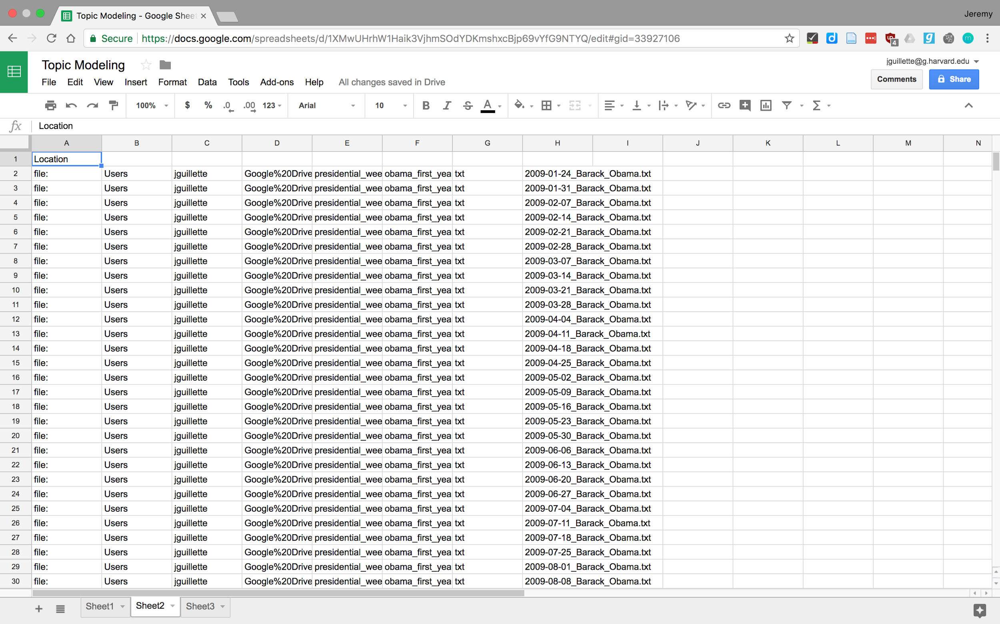 Topic Modeling - Google Sheet
Jeremy
Secure https://docs.google.com/spreadsheets/d/1XMwUHrhW1Haik3VjhmSOdYDKmshxcBjp69vYfG9NTYQ/edit#gid=33927106
4
Topic Modeling
jguillette@g.harvard.edu
File Edit View Insert Format Data Tools Add-ons Help All changes saved in Drive
Comments Share
100% $ % .0 .00 123 Arial 10 B I S A
fx Location
A B C D E F G H I J K L M N
1 Location
2 file: Users jguillette Google%20Drive presidential_wee obama_first_yea txt 2009-01-24_Barack_Obama.txt
3 file: Users jguillette Google%20Drive presidential_wee obama_first_yea txt 2009-01-31_Barack_Obama.txt
4 file: Users jguillette Google%20Drive presidential_wee obama_first_yea txt 2009-02-07_Barack_Obama.txt
5 file: Users jguillette Google%20Drive presidential_wee obama_first_yea txt 2009-02-14_Barack_Obama.txt
6 file: Users jguillette Google%20Drive presidential_wee obama_first_yea txt 2009-02-21_Barack_Obama.txt
7 file: Users jguillette Google%20Drive presidential_wee obama_first_yea txt 2009-02-28_Barack_Obama.txt
8 file: Users jguillette Google%20Drive presidential_wee obama_first_yea txt 2009-03-07_Barack_Obama.txt
9 file: Users jguillette Google%20Drive presidential_wee obama_first_yea txt 2009-03-14_Barack_Obama.txt
10 file: Users jguillette Google%20Drive presidential_wee obama_first_yea txt 2009-03-21_Barack_Obama.txt
11 file: Users jguillette Google%20Drive presidential_wee obama_first_yea txt 2009-03-28_Barack_Obama.txt
12 file: Users jguillette Google%20Drive presidential_wee obama_first_yea txt 2009-04-04_Barack_Obama.txt
13 file: Users jguillette Google%20Drive presidential_wee obama_first_yea txt 2009-04-11_Barack_Obama.txt
14 file: Users jguillette Google%20Drive presidential_wee obama_first_yea txt 2009-04-18_Barack_Obama.txt
15 file: Users jguillette Google%20Drive presidential_wee obama_first_yea txt 2009-04-25_Barack_Obama.txt
16 file: Users jguillette Google%20Drive presidential_wee obama_first_yea txt 2009-05-02_Barack_Obama.txt
17 file: Users jguillette Google%20Drive presidential_wee obama_first_yea txt 2009-05-09_Barack_Obama.txt
18 file: Users jguillette Google%20Drive presidential_wee obama_first_yea txt 2009-05-16_Barack_Obama.txt
19 file: Users jguillette Google%20Drive presidential_wee obama_first_yea txt 2009-05-23_Barack_Obama.txt
20 file: Users jguillette Google%20Drive presidential_wee obama_first_yea txt 2009-05-30_Barack_Obama.txt
21 file: Users jguillette Google%20Drive presidential_wee obama_first_yea txt 2009-06-06_Barack_Obama.txt
22 file: Users jguillette Google%20Drive presidential_wee obama_first_yea txt 2009-06-13_Barack_Obama.txt
23 file: Users jguillette Google%20Drive presidential_wee obama_first_yea txt 2009-06-20_Barack_Obama.txt
24 file: Users jguillette Google%20Drive presidential_wee obama_first_yea txt 2009-06-27_Barack_Obama.txt
25 file: Users jguillette Google%20Drive presidential_wee obama_first_yea txt 2009-07-04_Barack_Obama.txt
26 file: Users jguillette Google%20Drive presidential_wee obama_first_yea txt 2009-07-11_Barack_Obama.txt
27 file: Users jguillette Google%20Drive presidential_wee obama_first_yea txt 2009-07-18_Barack_Obama.txt
28 file: Users jguillette Google%20Drive presidential_wee obama_first_yea txt 2009-07-25_Barack_Obama.txt
29 file: Users jguillette Google%20Drive presidential_wee obama_first_yea txt 2009-08-01_Barack_Obama.txt
30 file: Users jguillette Google%20Drive presidential_wee obama_first_yea txt 2009-08-08_Barack_Obama.txt
Sheet1 Sheet2 Sheet3